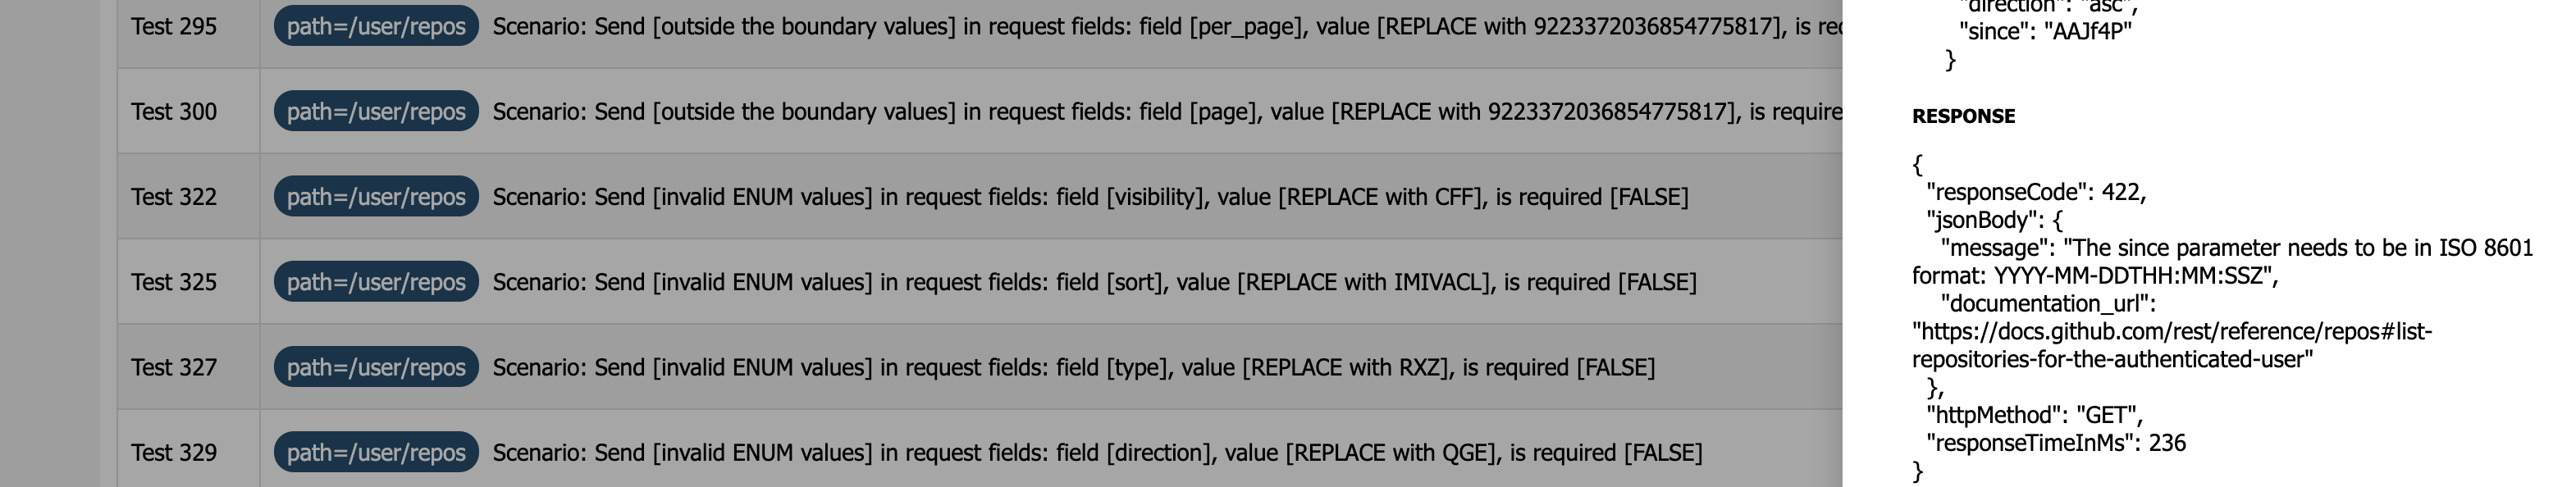 Test 295 path=/user/repos Scenario: Send [outside the boundary values] in request fields: field [per_page], value [REPLACE with 9223372036854775817], is
Test 300 path=/user/repos Scenario: Send [outside the boundary values] in request fields: field [page], value [REPLACE with 9223372036854775817], is require
Test 322 path=/user/repos Scenario: Send [invalid ENUM values] in request fields: field [visibility], value [REPLACE with CFF], is required [FALSE]
Test 325 path=/user/repos Scenario: Send [invalid ENUM values] in request fields: field [sort], value [REPLACE with IMIVACL], is required [FALSE]
Test 327 path=/user/repos Scenario: Send [invalid ENUM values] in request fields: field [type], value [REPLACE with RXZ], is required [FALSE]
Test 329 path=/user/repos Scenario: Send [invalid ENUM values] in request fields: field [direction], value [REPLACE with QGE], is required [FALSE]
"direction": "asc",
"since": "AAJf4P"
}
RESPONSE
{
"responseCode": 422,
"jsonBody": {
"message": "The since parameter needs to be in ISO 8601
format: YYYY-MM-DDTHH:MM:SSZ",
"documentation_url":
"https://docs.github.com/rest/reference/repos#list-
repositories-for-the-authenticated-user"
},
"httpMethod": "GET",
"responseTimeInMs": 236
}